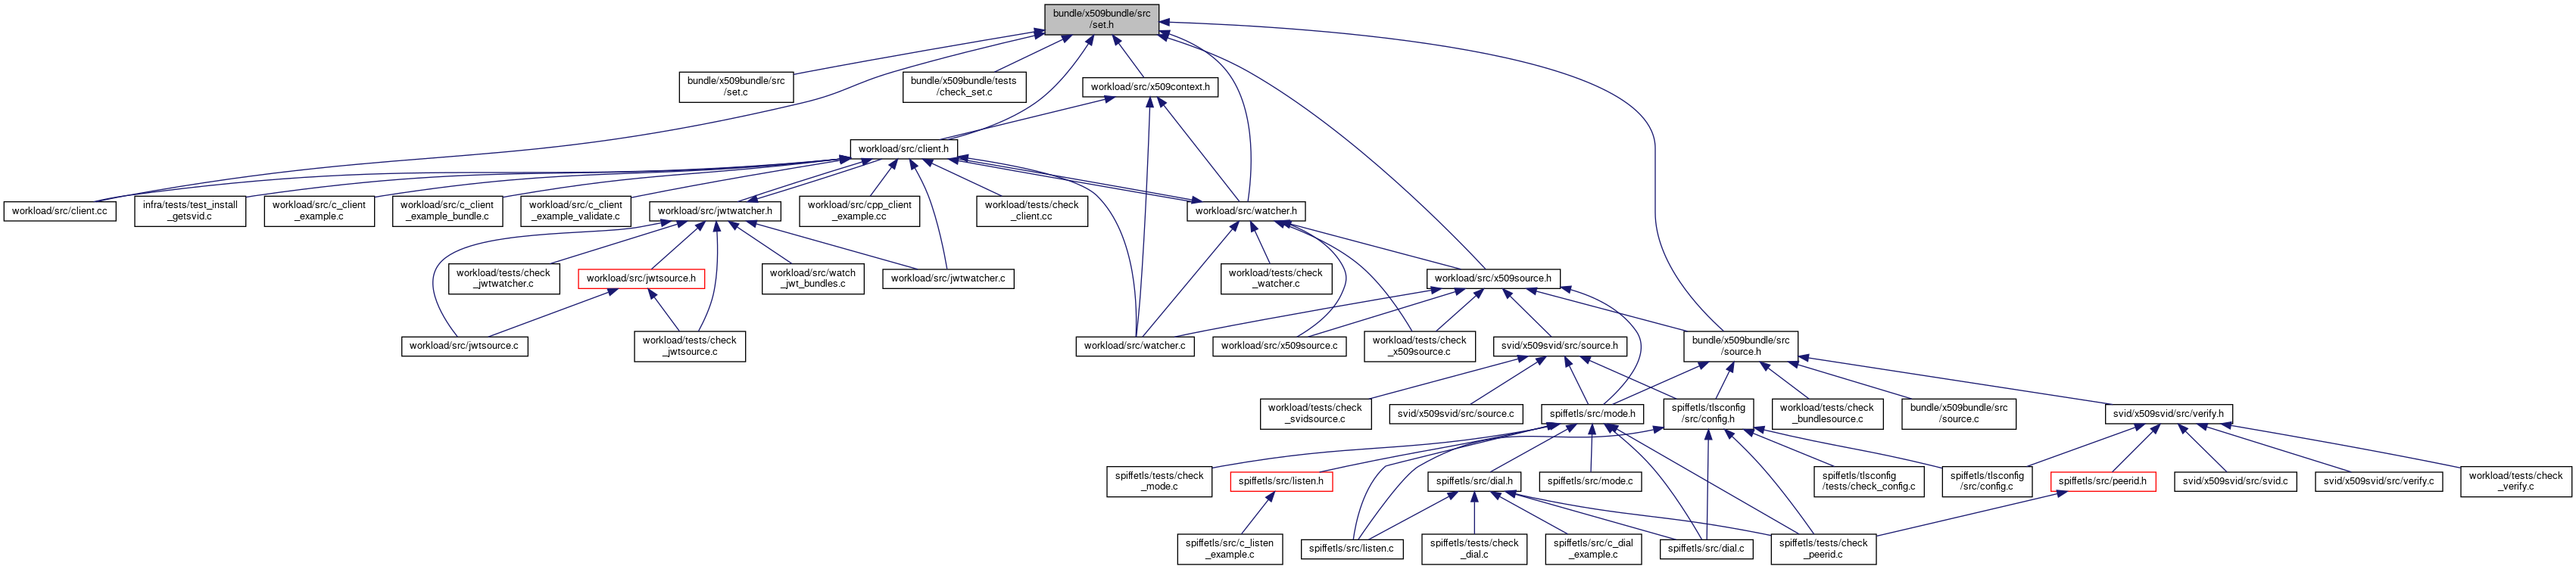 bundle/x509bundle/src
/set.h
bundle/x509bundle/src
/set.c
bundle/x509bundle/tests
/check_set.c
workload/src/x509context.h
workload/src/client.h
workload/src/client.cc
infra/tests/test_install
_getsvid.c
workload/src/c_client
_example.c
workload/src/c_client
_example_bundle.c
workload/src/c_client
_example_validate.c
workload/src/jwtwatcher.h
workload/src/cpp_client
_example.cc
workload/tests/check
_client.cc
workload/src/watcher.h
workload/tests/check
_jwtwatcher.c
workload/src/jwtsource.h
workload/src/watch
_jwt_bundles.c
workload/src/jwtwatcher.c
workload/tests/check
_watcher.c
workload/src/x509source.h
workload/src/jwtsource.c
workload/tests/check
_jwtsource.c
workload/src/watcher.c
workload/src/x509source.c
workload/tests/check
_x509source.c
svid/x509svid/src/source.h
bundle/x509bundle/src
/source.h
workload/tests/check
_svidsource.c
svid/x509svid/src/source.c
spiffetls/src/mode.h
spiffetls/tlsconfig
/src/config.h
workload/tests/check
_bundlesource.c
bundle/x509bundle/src
/source.c
svid/x509svid/src/verify.h
spiffetls/tests/check
_mode.c
spiffetls/src/listen.h
spiffetls/src/dial.h
spiffetls/src/mode.c
spiffetls/tlsconfig
/tests/check_config.c
spiffetls/tlsconfig
/src/config.c
spiffetls/src/peerid.h
svid/x509svid/src/svid.c
svid/x509svid/src/verify.c
workload/tests/check
_verify.c
spiffetls/src/c_listen
_example.c
spiffetls/src/listen.c
spiffetls/tests/check
_dial.c
spiffetls/src/c_dial
_example.c
spiffetls/src/dial.c
spiffetls/tests/check
_peerid.c